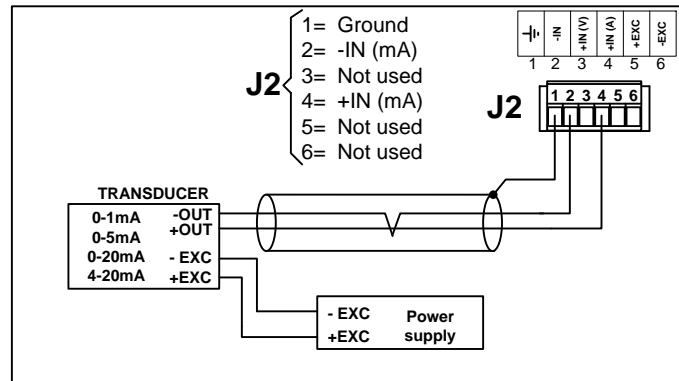 1= Ground
2= -IN (mA)
3= Not used
4= +IN (mA)
5= Not used
6= Not used
J2
-IN
+IN (V)
+IN (A)
+EXC
-EXC
1 2 3 4 5 6
J2
1 2 3 4 5 6
TRANSDUCER
0-1mA -OUT
0-5mA +OUT
0-20mA - EXC
4-20mA +EXC
- EXC Power
+EXC supply